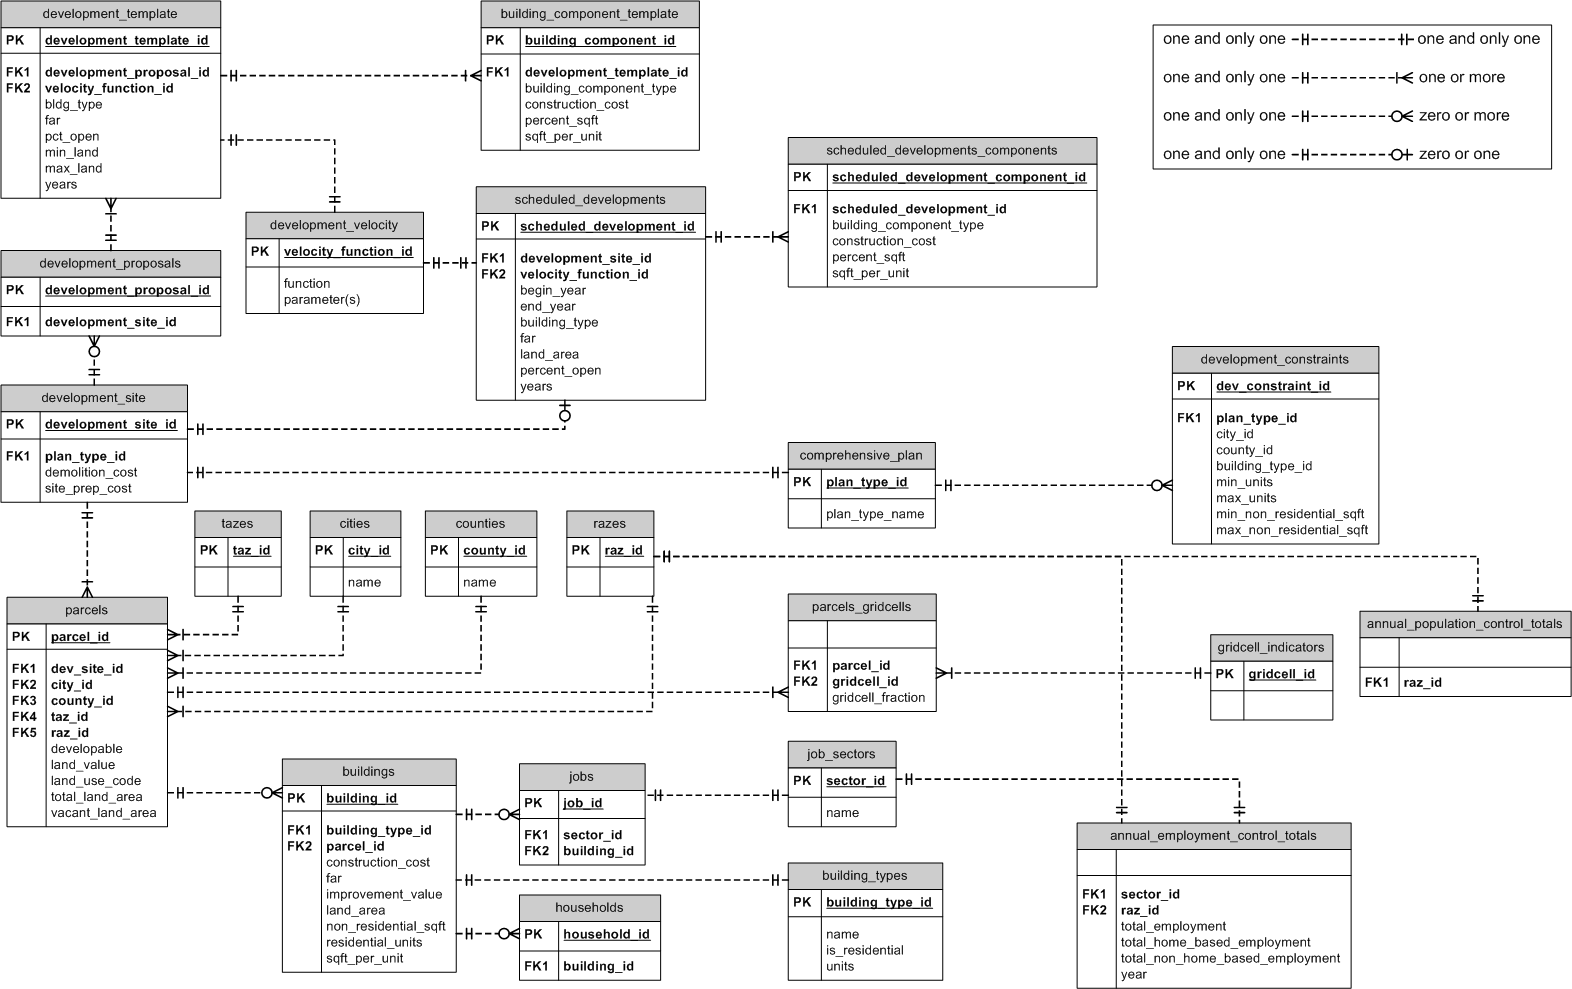 development_template
PK development_template_id
FK1 development_proposal_id
FK2 velocity_function_id
bldg_type
far
pct_open
min_land
max_land
years
building_component_template
PK building_component_id
FK1 development_template_id
building_component_type
construction_cost
percent_sqft
sqft_per_unit
one and only one one and only one
one and only one one or more
one and only one zero or more
one and only one zero or one
scheduled_developments_components
PK scheduled_development_component_id
FK1 scheduled_development_id
building_component_type
construction_cost
percent_sqft
sqft_per_unit
development_velocity
PK velocity_function_id
function
parameter(s)
scheduled_developments
PK scheduled_development_id
FK1 development_site_id
FK2 velocity_function_id
begin_year
end_year
building_type
far
land_area
percent_open
years
development_proposals
PK development_proposal_id
FK1 development_site_id
development_site
PK development_site_id
FK1 plan_type_id
demolition_cost
site_prep_cost
comprehensive_plan
PK plan_type_id
plan_type_name
development_constraints
PK dev_constraint_id
FK1 plan_type_id
city_id
county_id
building_type_id
min_units
max_units
min_non_residential_sqft
max_non_residential_sqft
tazes
PK taz_id
cities
PK city_id
name
counties
PK county_id
name
razes
PK raz_id
parcels
PK parcel_id
FK1 dev_site_id
FK2 city_id
FK3 county_id
FK4 taz_id
FK5 raz_id
developable
land_value
land_use_code
total_land_area
vacant_land_area
parcels_gridcells
FK1 parcel_id
FK2 gridcell_id
gridcell_fraction
gridcell_indicators
PK gridcell_id
annual_population_control_totals
FK1 raz_id
buildings
PK building_id
FK1 building_type_id
FK2 parcel_id
construction_cost
far
improvement_value
land_area
non_residential_sqft
residential_units
sqft_per_unit
jobs
PK job_id
FK1 sector_id
FK2 building_id
job_sectors
PK sector_id
name
households
PK household_id
FK1 building_id
building_types
PK building_type_id
name
is_residential
units
annual_employment_control_totals
FK1 sector_id
FK2 raz_id
total_employment
total_home_based_employment
total_non_home_based_employment
year